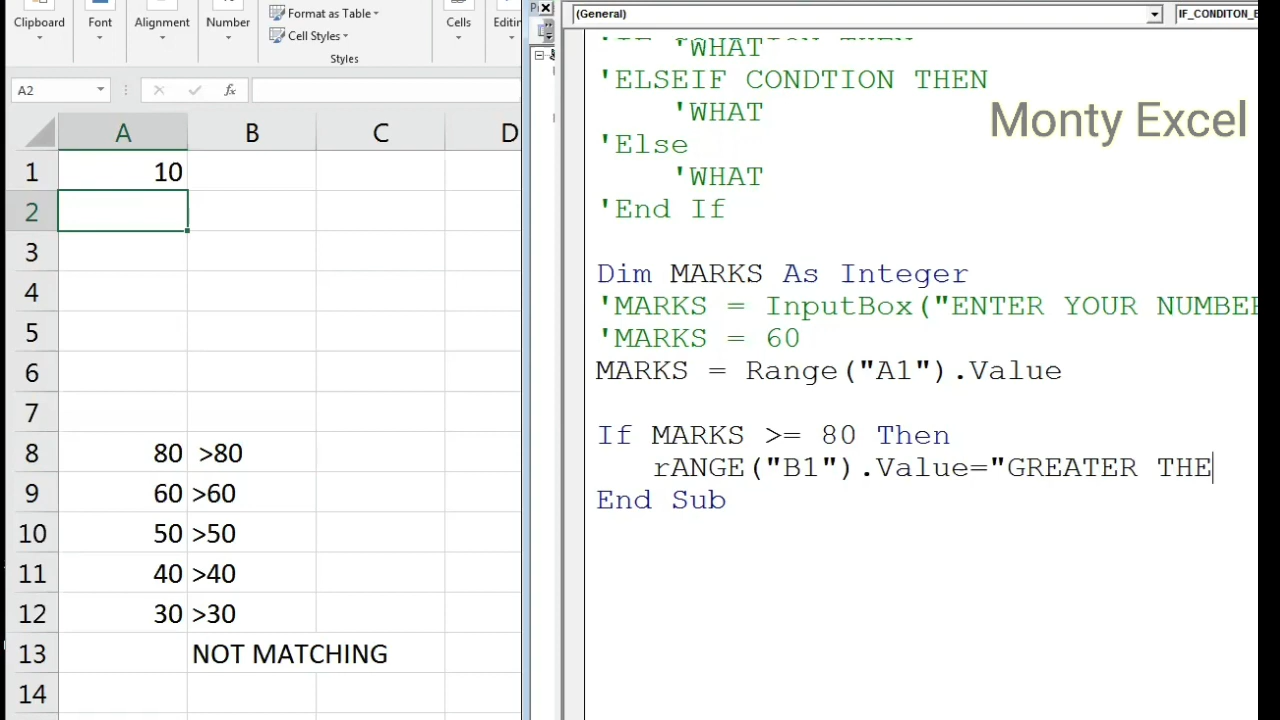 Clipboard
Font
Alignment
Number
Format as Table
Cell Styles
Styles
Cells
A2
fx
A B C D
1 10
2
3
4
5
6
7
8 80 >80
9 60 >60
10 50 >50
11 40 >40
12 30 >30
13 NOT MATCHING
14
(General)
'WHAT
'ELSEIF CONDTION THEN
'WHAT
'Else
'WHAT
'End If
Dim MARKS As Integer
'MARKS = InputBox("ENTER YOUR NUMBER
'MARKS = 60
MARKS = Range("A1").Value
If MARKS >= 80 Then
rANGE("B1").Value="GREATER THE
End Sub
Monty Excel